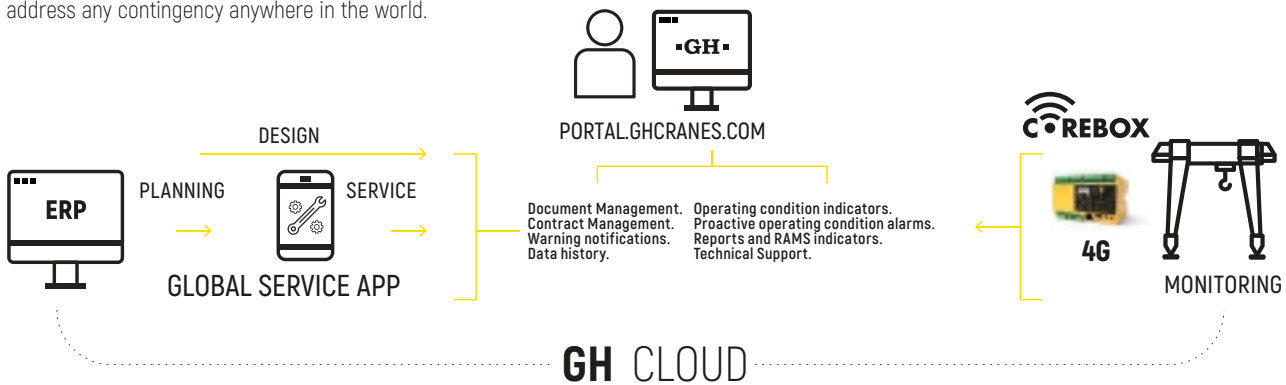 address any contingency anywhere in the world.
·GH·
PORTAL.GHCRANES.COM
DESIGN
ERP
PLANNING
SERVICE
GLOBAL SERVICE APP
Document Management.
Contract Management.
Warning notifications.
Data history.
Operating condition indicators.
Proactive operating condition alarms.
Reports and RAMS indicators.
Technical Support.
COREBOX
4G
MONITORING
GH CLOUD